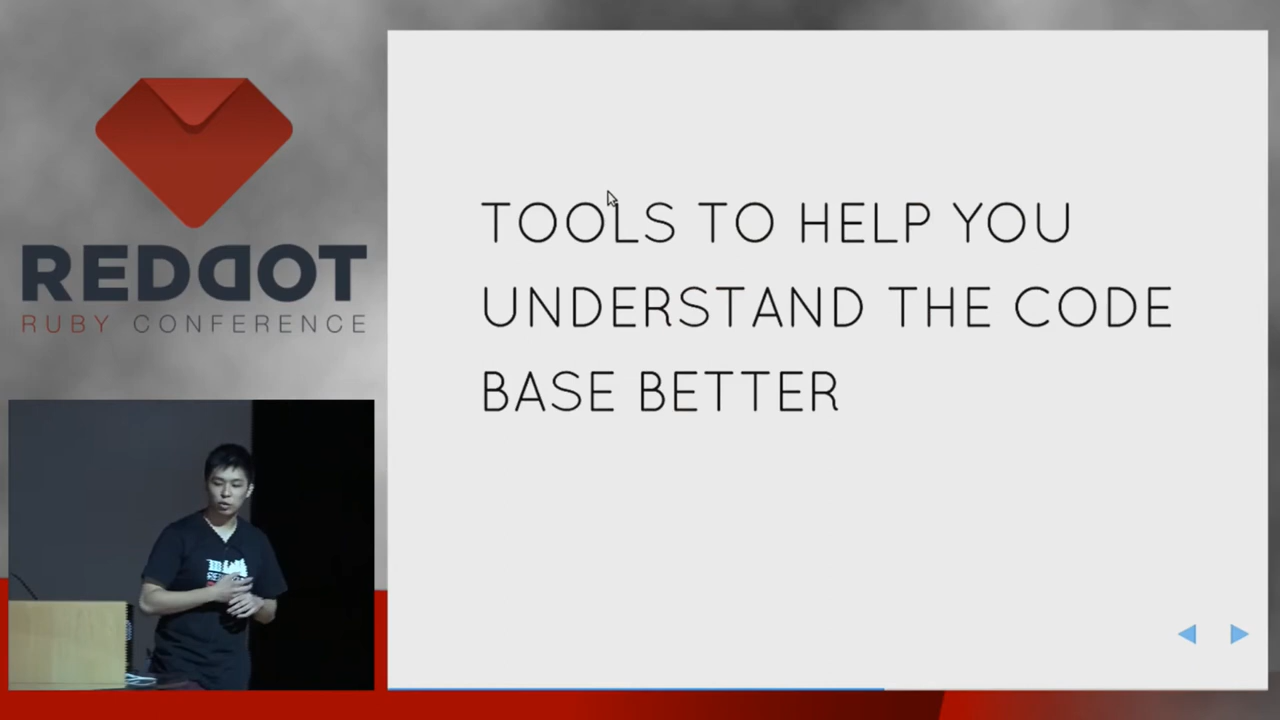 REDDOT
RUBY CONFERENCE
TOOLS TO HELP YOU
UNDERSTAND THE CODE
BASE BETTER